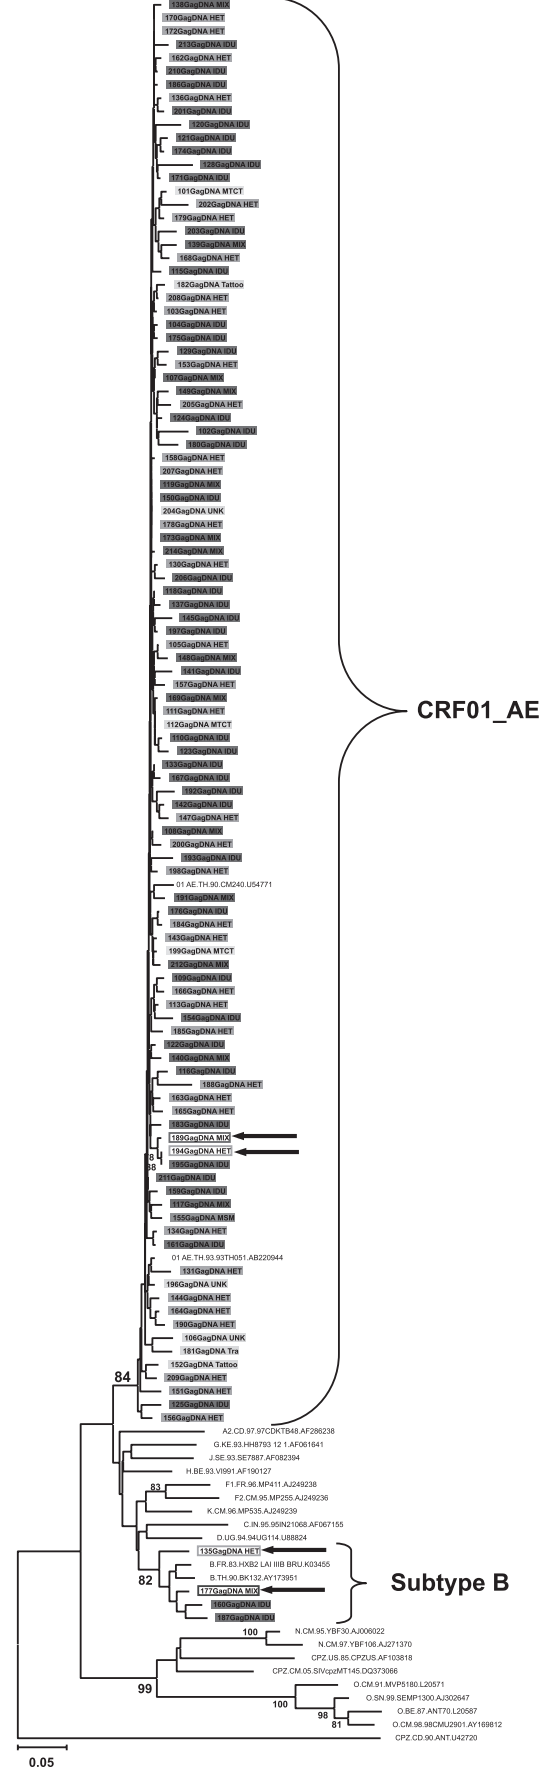 138GagDNA MIX
170GagDNA HET
172GagDNA HET
213GagDNA IDU
162GagDNA HET
210GagDNA IDU
186GagDNA IDU
136GagDNA HET
201GagDNA IDU
120GagDNA IDU
121GagDNA IDU
174GagDNA IDU
128GagDNA IDU
171GagDNA IDU
101GagDNA MTCT
202GagDNA HET
179GagDNA HET
203GagDNA IDU
139GagDNA MIX
168GagDNA HET
115GagDNA IDU
182GagDNA Tattoo
208GagDNA HET
103GagDNA HET
104GagDNA IDU
175GagDNA IDU
129GagDNA IDU
153GagDNA HET
107GagDNA MIX
149GagDNA MIX
205GagDNA HET
124GagDNA IDU
102GagDNA IDU
180GagDNA IDU
158GagDNA HET
207GagDNA HET
119GagDNA MIX
150GagDNA IDU
204GagDNA UNK
178GagDNA HET
173GagDNA MIX
214GagDNA MIX
130GagDNA HET
206GagDNA IDU
118GagDNA IDU
137GagDNA IDU
145GagDNA IDU
197GagDNA IDU
105GagDNA HET
148GagDNA MIX
141GagDNA IDU
157GagDNA HET
169GagDNA MIX
111GagDNA HET
CRF01_AE
112GagDNA MTCT
110GagDNA IDU
123GagDNA IDU
133GagDNA IDU
167GagDNA IDU
192GagDNA IDU
142GagDNA IDU
147GagDNA HET
108GagDNA MIX
200GagDNA HET
193GagDNA IDU
198GagDNA HET
01 AE.TH.90.CM240.U54771
191GagDNA MIX
176GagDNA IDU
184GagDNA HET
143GagDNA HET
199GagDNA MTCT
212GagDNA MIX
109GagDNA IDU
166GagDNA HET
113GagDNA HET
154GagDNA IDU
185GagDNA HET
122GagDNA IDU
140GagDNA MIX
116GagDNA IDU
188GagDNA HET
163GagDNA HET
165GagDNA HET
183GagDNA IDU
189GagDNA MIX
194GagDNA HET
195GagDNA IDU
211GagDNA IDU
159GagDNA IDU
117GagDNA MIX
155GagDNA MSM
134GagDNA HET
161GagDNA IDU
01 AE.TH.93.93TH051.AB220944
131GagDNA HET
196GagDNA UNK
144GagDNA HET
164GagDNA HET
190GagDNA HET
106GagDNA UNK
181GagDNA Tra
152GagDNA Tattoo
84
209GagDNA HET
151GagDNA HET
125GagDNA IDU
156GagDNA HET
A2.CD.97.97CDKTB48.AF286238
G.KE.93.HH8793 12 1.AF061641
J.SE.93.SE7887.AF082394
H.BE.93.VI991.AF190127
83 F1.FR.96.MP411.AJ249238
F2.CM.95.MP255.AJ249236
K.CM.96.MP535.AJ249239
C.IN.95.95IN21068.AF067155
D.UG.94.94UG114.U88824
135GagDNA HET
B.FR.83.HXB2 LAI IIIB BRU.K03455
82 B.TH.90.BK132.AY173951
Subtype B
177GagDNA MIX
160GagDNA IDU
187GagDNA IDU
100 N.CM.95.YBF30.AJ006022
N.CM.97.YBF106.AJ271370
CPZ.US.85.CPZUS.AF103818
CPZ.CM.05.SIVcpzMT145.DQ373066
99
O.CM.91.MVP5180.L20571
100 O.SN.99.SEMP1300.AJ302647
98 O.BE.87.ANT70.L20587
81 O.CM.98.98CMU2901.AY169812
CPZ.CD.90.ANT.U42720
0.05